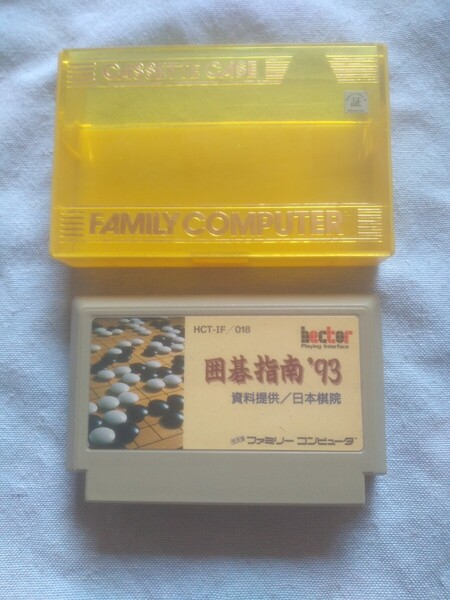 CASSETTE CASE
証
FAMILY COMPUTER
HCT-IF/018
hector
Playing Interface
囲碁指南'93
資料提供/日本棋院
ファミリー コンピュータ